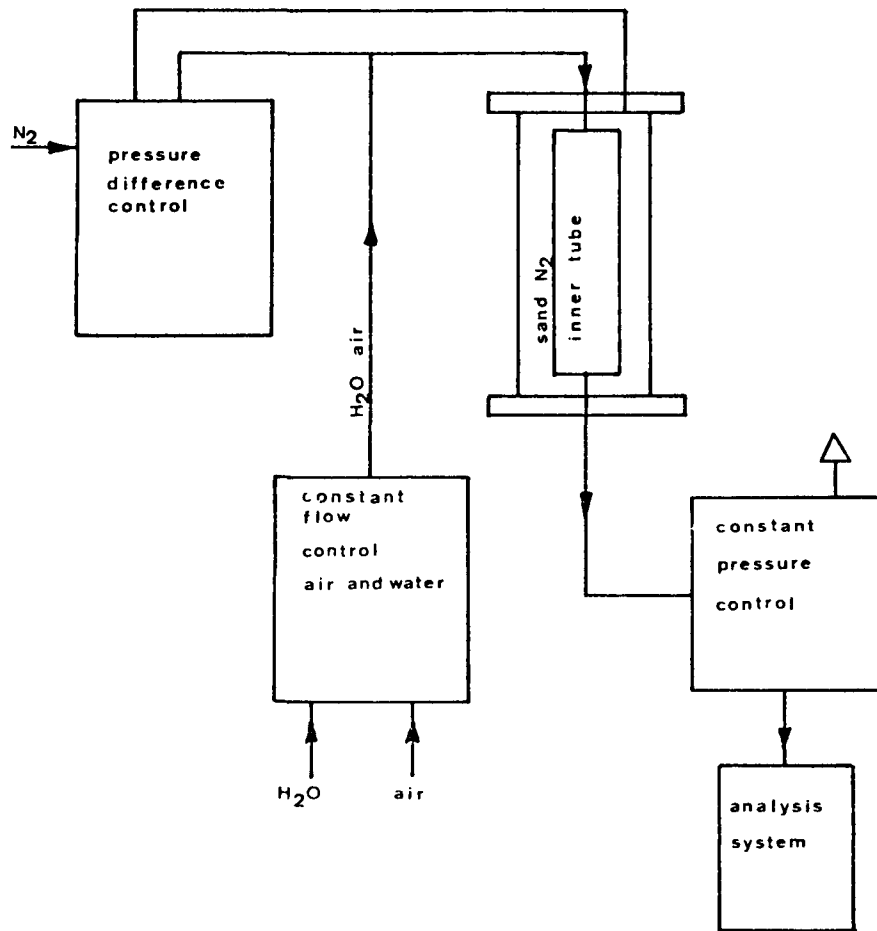 N2
pressure
difference
control
H2O air
sand N2
inner tube
constant
flow
control
air and water
H2O
air
constant
pressure
control
analysis
system